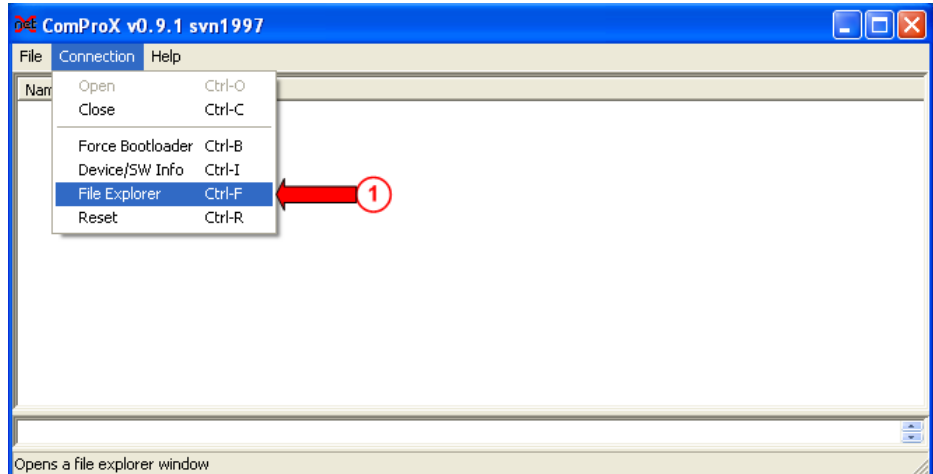 ComProX v0.9.1 svn1997
File Connection Help
Nam
Open Ctrl-O
Close Ctrl-C
Force Bootloader Ctrl-B
Device/SW Info Ctrl-I
File Explorer Ctrl-F
1
Reset Ctrl-R
Opens a file explorer window